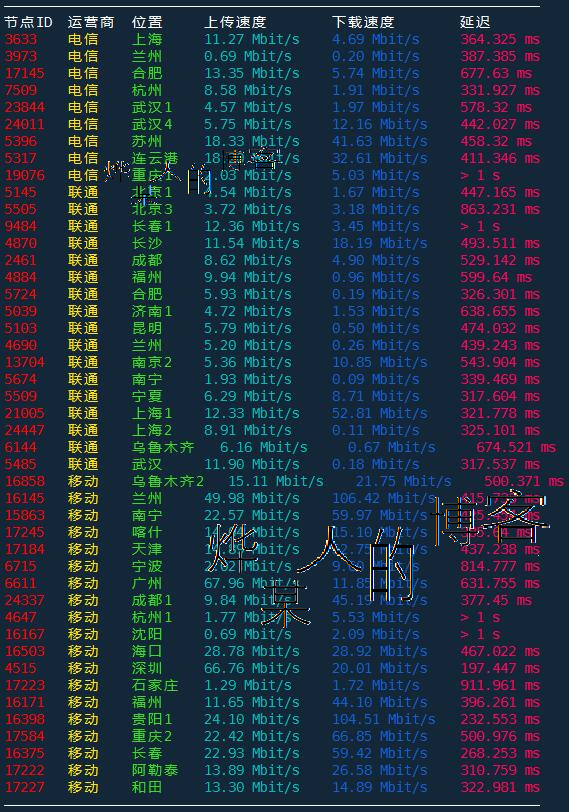 节点ID 运营商 位置 上传速度 下载速度 延迟
3633 电信 上海 11.27 Mbit/s 4.69 Mbit/s 364.325 ms
3973 电信 兰州 0.69 Mbit/s 0.20 Mbit/s 387.385 ms
17145 电信 合肥 13.35 Mbit/s 5.74 Mbit/s 677.63 ms
7509 电信 杭州 8.58 Mbit/s 1.91 Mbit/s 331.927 ms
23844 电信 武汉1 4.57 Mbit/s 1.97 Mbit/s 578.32 ms
24011 电信 武汉4 5.75 Mbit/s 12.16 Mbit/s 442.027 ms
5396 电信 苏州 18.33 Mbit/s 41.63 Mbit/s 458.32 ms
5317 电信 连云港 Mbit/s 32.61 Mbit/s 411.346 ms
19076 电信 重庆 Mbit/s 5.03 Mbit/s > 1 s
5145 联通 北京1 Mbit/s 1.67 Mbit/s 447.165 ms
5505 联通 北京3 3.72 Mbit/s 3.18 Mbit/s 863.231 ms
9484 联通 长春1 12.36 Mbit/s 3.45 Mbit/s > 1 s
4870 联通 长沙 11.54 Mbit/s 18.19 Mbit/s 493.511 ms
2461 联通 成都 8.62 Mbit/s 4.90 Mbit/s 529.142 ms
4884 联通 福州 9.94 Mbit/s 0.96 Mbit/s 599.64 ms
5724 联通 合肥 5.93 Mbit/s 0.19 Mbit/s 326.301 ms
5039 联通 济南1 4.72 Mbit/s 1.53 Mbit/s 638.655 ms
5103 联通 昆明 5.79 Mbit/s 0.50 Mbit/s 474.032 ms
4690 联通 兰州 5.20 Mbit/s 0.26 Mbit/s 439.243 ms
13704 联通 南京2 5.36 Mbit/s 10.85 Mbit/s 543.904 ms
5674 联通 南宁 1.93 Mbit/s 0.09 Mbit/s 339.469 ms
5509 联通 宁夏 6.29 Mbit/s 8.71 Mbit/s 317.604 ms
21005 联通 上海1 12.33 Mbit/s 52.81 Mbit/s 321.778 ms
24447 联通 上海2 8.91 Mbit/s 0.11 Mbit/s 325.101 ms
6144 联通 乌鲁木齐 6.16 Mbit/s 0.67 Mbit/s 674.521 ms
5485 联通 武汉 11.90 Mbit/s 0.18 Mbit/s 317.537 ms
16858 移动 乌鲁木齐2 15.11 Mbit/s 21.75 Mbit/s 500.371 ms
16145 移动 兰州 49.98 Mbit/s 106.42 Mbit/s ms
15863 移动 南宁 22.57 Mbit/s 59.97 Mbit/s
17245 移动 喀什 Mbit/s 15.10 Mbit/s ms
17184 移动 天津 Mbit/s Mbit/s 437.238 ms
6715 移动 宁波 Mbit/s Mbit/s 814.777 ms
6611 移动 广州 67.96 Mbit/s 11.85 Mbit/s 631.755 ms
24337 移动 成都1 9.84 Mbit/s 45.19 Mbit/s 377.45 ms
4647 移动 杭州1 1.77 Mbit/s 5.53 Mbit/s > 1 s
16167 移动 沈阳 0.69 Mbit/s 2.09 Mbit/s > 1 s
16503 移动 海口 28.78 Mbit/s 28.92 Mbit/s 467.022 ms
4515 移动 深圳 66.76 Mbit/s 20.01 Mbit/s 197.447 ms
17223 移动 石家庄 1.29 Mbit/s 1.72 Mbit/s 911.961 ms
16171 移动 福州 11.65 Mbit/s 44.10 Mbit/s 396.261 ms
16398 移动 贵阳1 24.10 Mbit/s 104.51 Mbit/s 232.553 ms
17584 移动 重庆2 22.42 Mbit/s 66.85 Mbit/s 500.976 ms
16375 移动 长春 22.93 Mbit/s 59.42 Mbit/s 268.253 ms
17222 移动 阿勒泰 13.89 Mbit/s 26.58 Mbit/s 310.759 ms
17227 移动 和田 13.30 Mbit/s 14.89 Mbit/s 322.981 ms
烨某人的博客